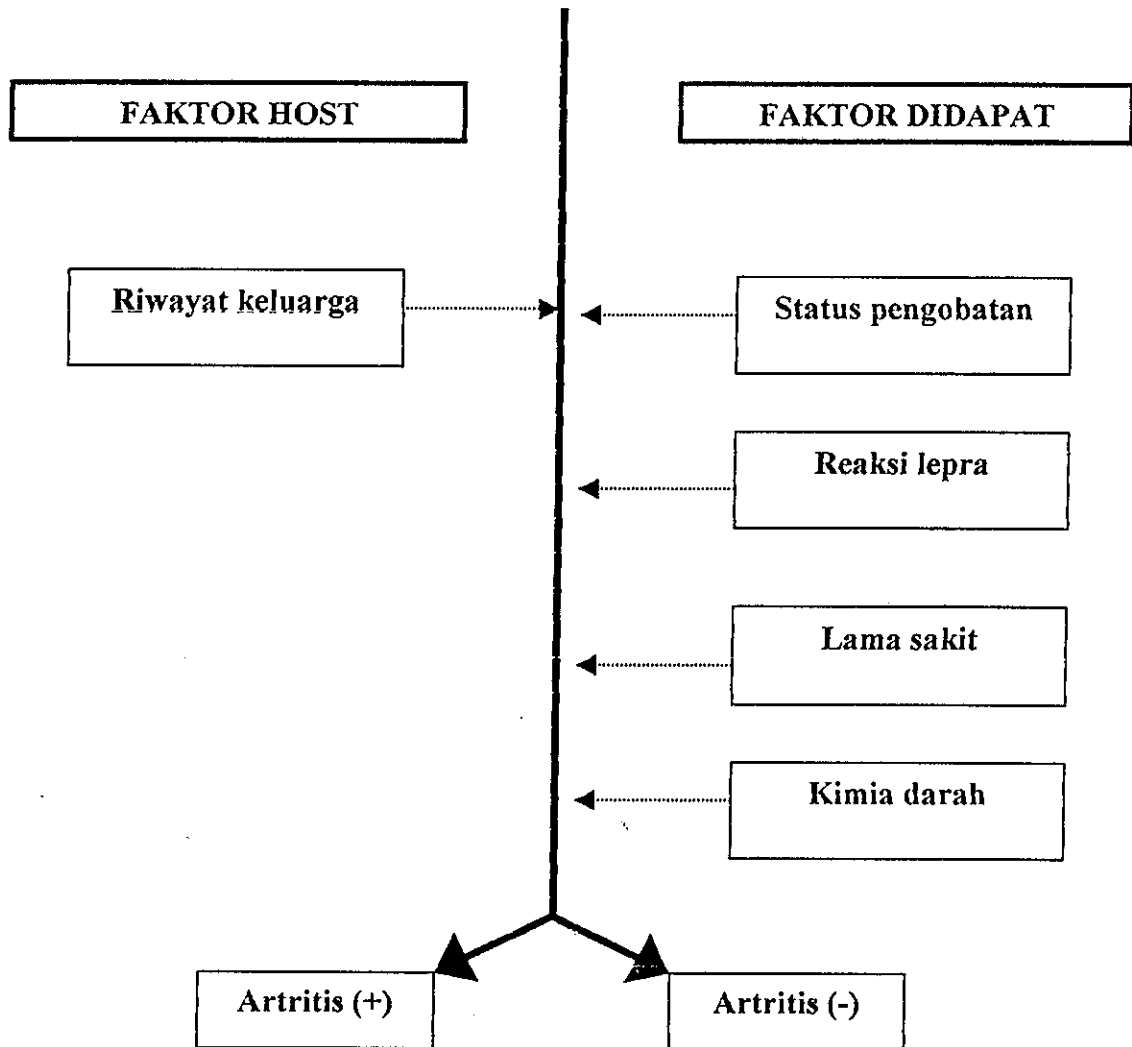 FAKTOR HOST
FAKTOR DIDAPAT
Riwayat keluarga
Status pengobatan
Reaksi lepra
Lama sakit
Kimia darah
Artritis (+)
Artritis (-)